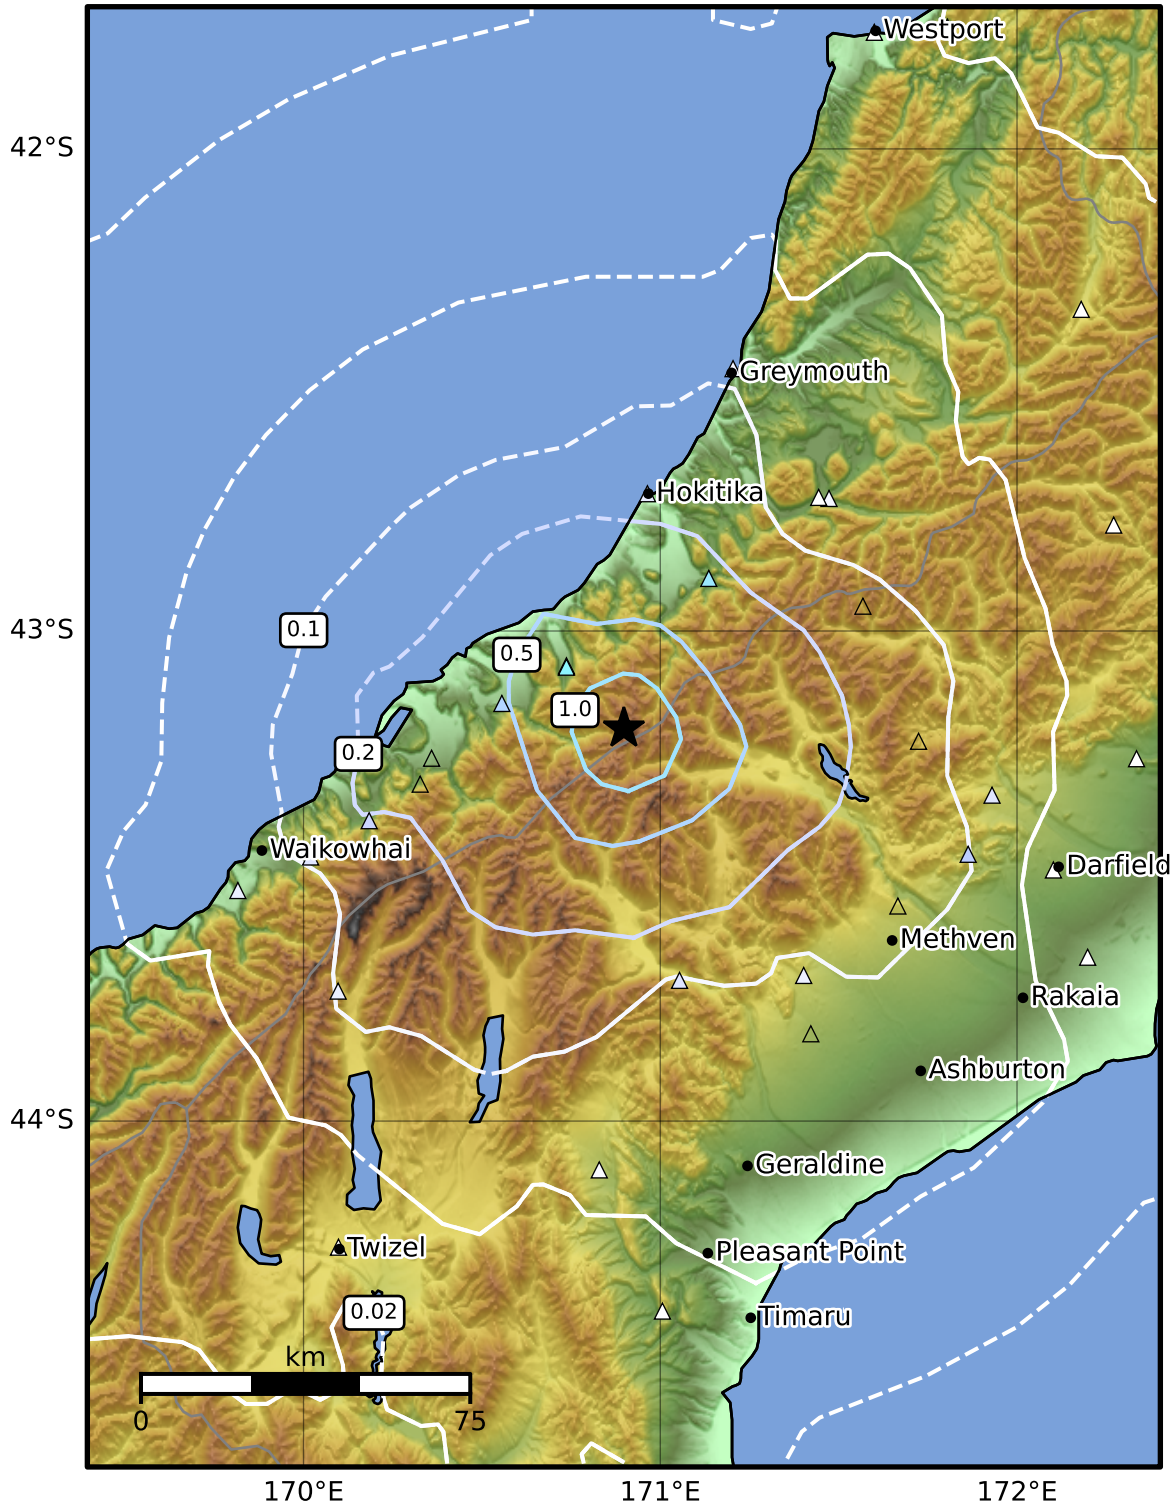 Westport
42°S
Greymouth
Hokitika
0.1
43°S
0.5
1.0
0.2
Waikowhai
Darfield
Methven
Rakaia
Ashburton
44°S
Geraldine
Twizel
Pleasant Point
0.02
Timaru
km
0 75
170°E 171°E 172°E